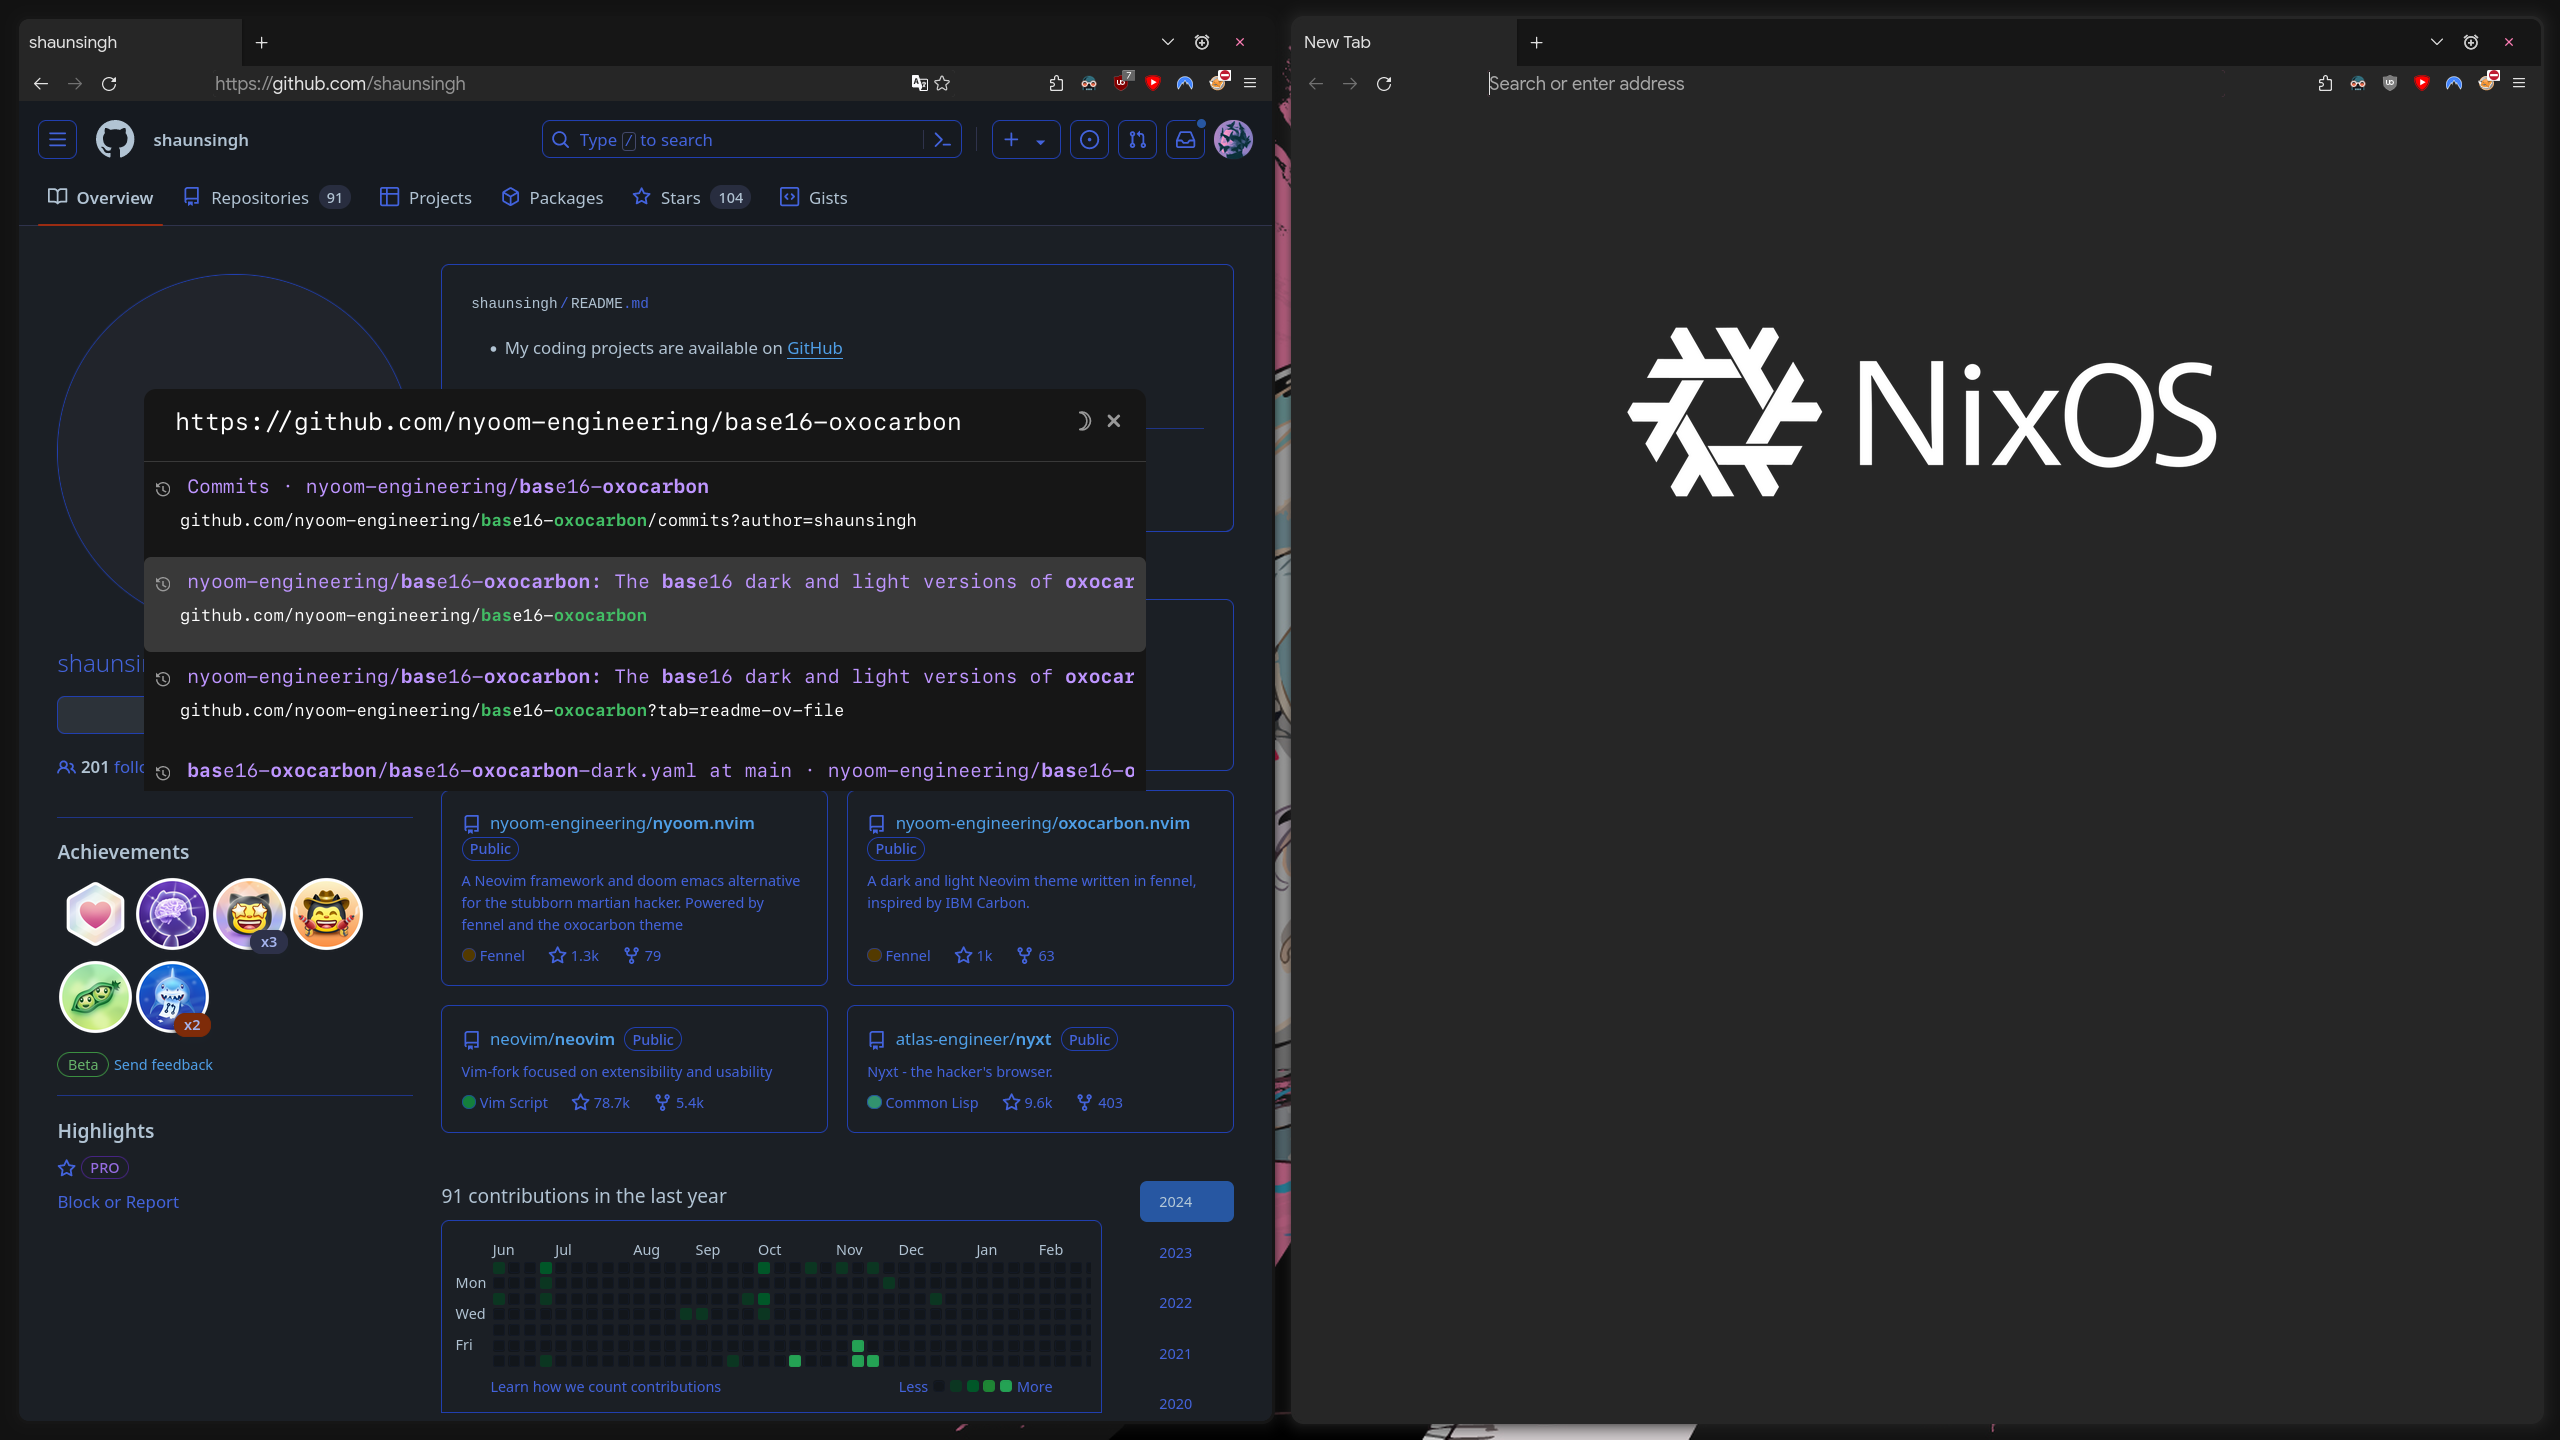 shaunsingh
https://github.com/shaunsingh
7
shaunsingh
Type / to search
Overview
Repositories 91
Projects
Packages
Stars 104
Gists
shaunsingh/README.md
My coding projects are available on GitHub
https://github.com/nyoom-engineering/base16-oxocarbon
Commits · nyoom-engineering/base16-oxocarbon
github.com/nyoom-engineering/base16-oxocarbon/commits?author=shaunsingh
nyoom-engineering/base16-oxocarbon: The base16 dark and light versions of oxocar
github.com/nyoom-engineering/base16-oxocarbon
nyoom-engineering/base16-oxocarbon: The base16 dark and light versions of oxocar
github.com/nyoom-engineering/base16-oxocarbon?tab=readme-ov-file
base16-oxocarbon/base16-oxocarbon-dark.yaml at main · nyoom-engineering/base16-o
shaunsi
201 follo
Achievements
x3
x2
Beta Send feedback
Highlights
PRO
Block or Report
nyoom-engineering/nyoom.nvim
Public
A Neovim framework and doom emacs alternative
for the stubborn martian hacker. Powered by
fennel and the oxocarbon theme
Fennel 1.3k 79
nyoom-engineering/oxocarbon.nvim
Public
A dark and light Neovim theme written in fennel,
inspired by IBM Carbon.
Fennel 1k 63
neovim/neovim Public
Vim-fork focused on extensibility and usability
Vim Script 78.7k 5.4k
atlas-engineer/nyxt Public
Nyxt - the hacker's browser.
Common Lisp 9.6k 403
91 contributions in the last year
Jun Jul Aug Sep Oct Nov Dec Jan Feb
Mon
Wed
Fri
Learn how we count contributions
Less More
2024
2023
2022
2021
2020
New Tab
Search or enter address
NixOS